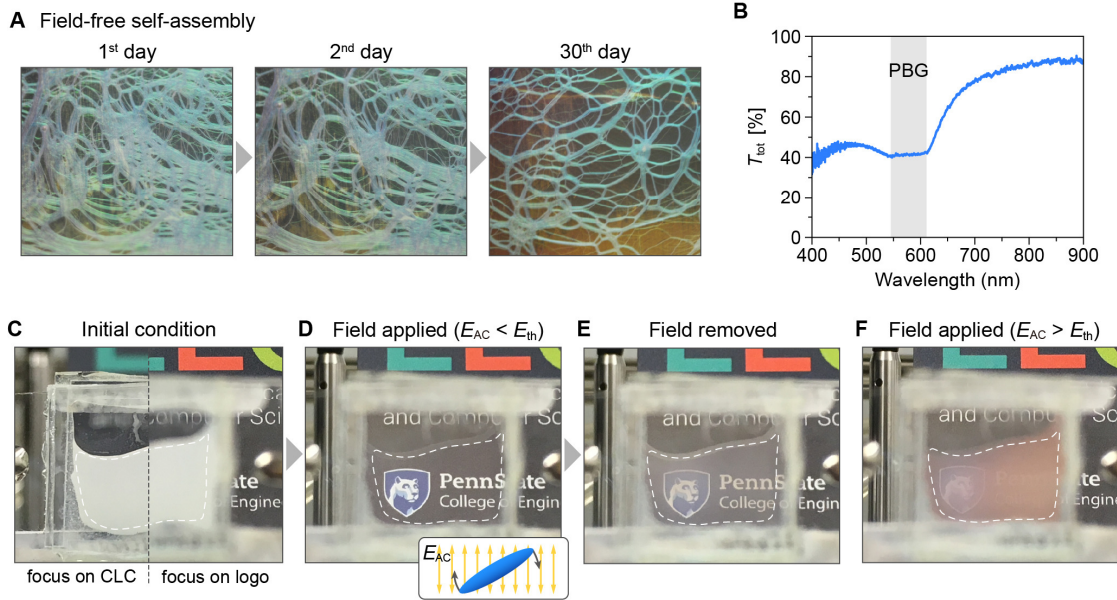 A Field-free self-assembly
1st day
2nd day
30th day
B
100
80
60
40
20
0
Ttot [%]
PBG
400
500
600
700
800
900
Wavelength (nm)
C Initial condition
focus on CLC
focus on logo
D Field applied (EAC < Eth)
and Computer Sc
PennState
College of Engin
EAC
E Field removed
and Computer Sci
PennState
College of Engin
F Field applied (EAC > Eth)
and Computer Sci